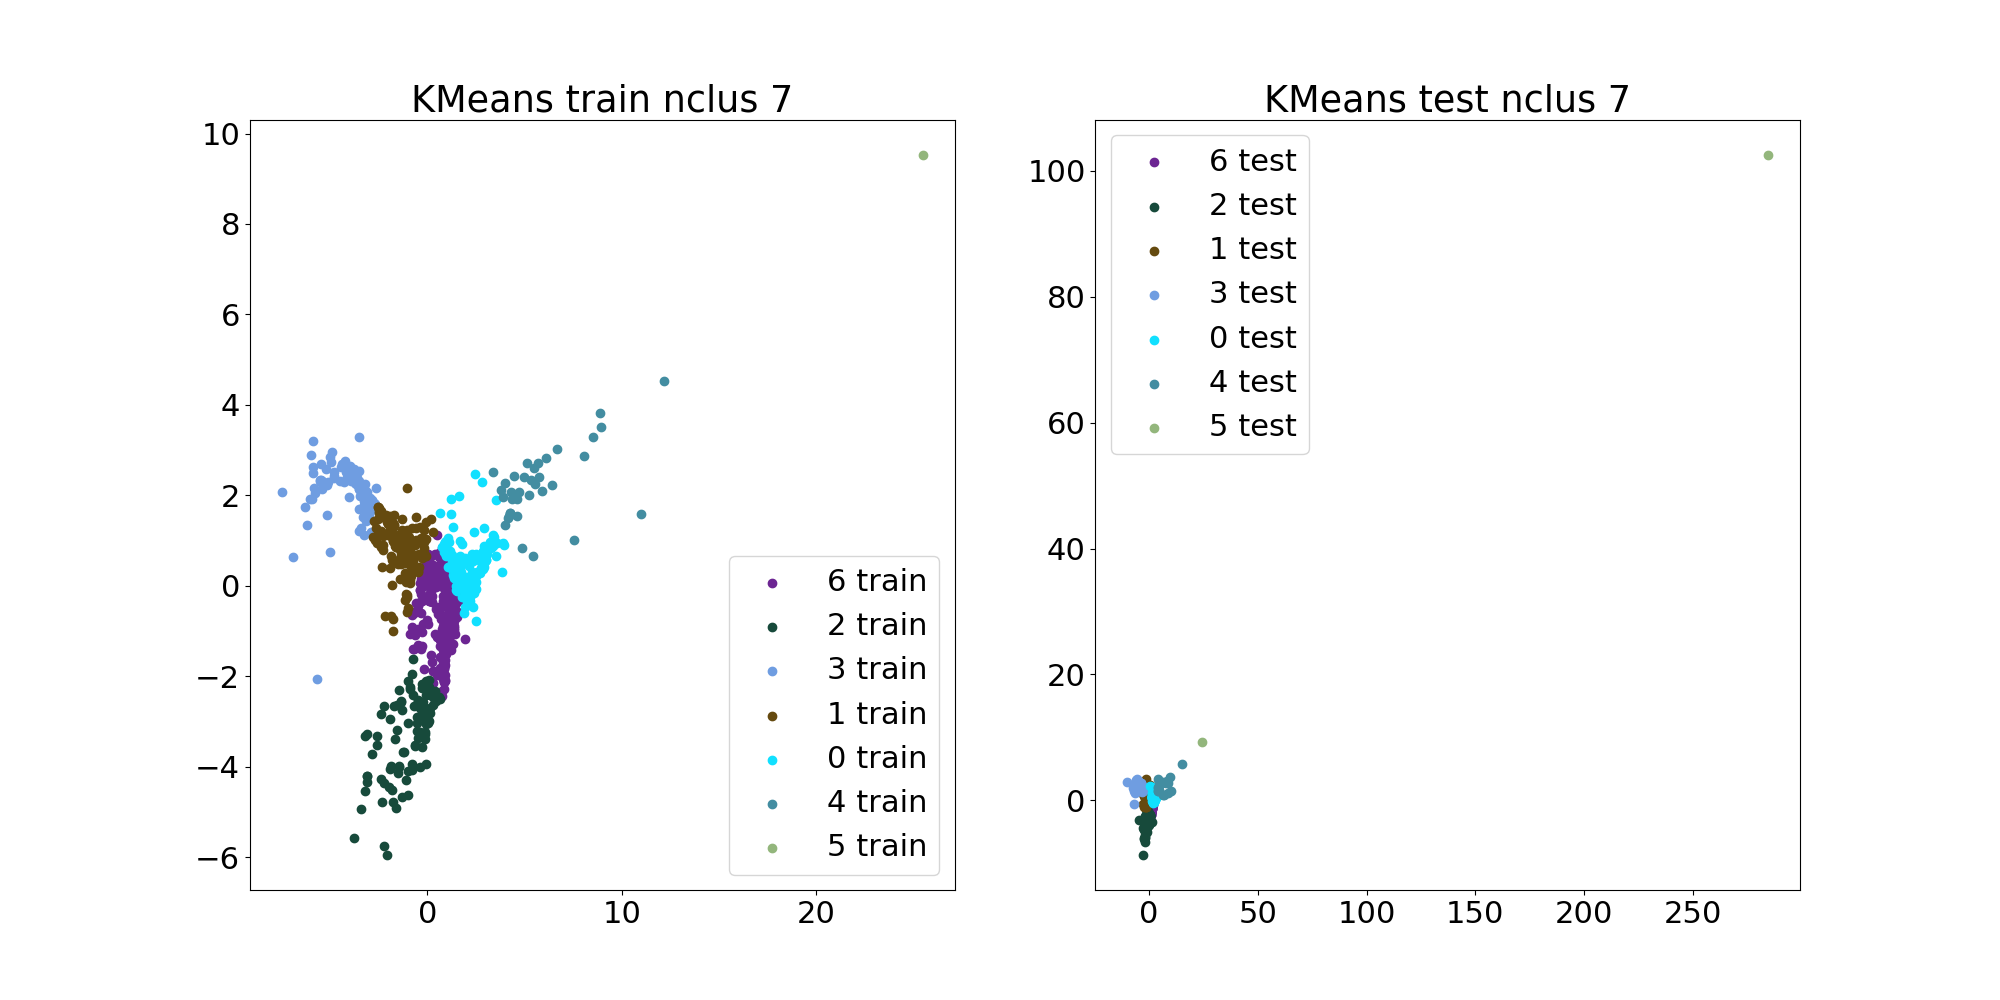 KMeans train nclus 7
10
8
6
4
2
0
−2
−4
−6
0
10
20
6 train
2 train
3 train
1 train
0 train
4 train
5 train
KMeans test nclus 7
100
80
60
40
20
0
0
50
100
150
200
250
6 test
2 test
1 test
3 test
0 test
4 test
5 test